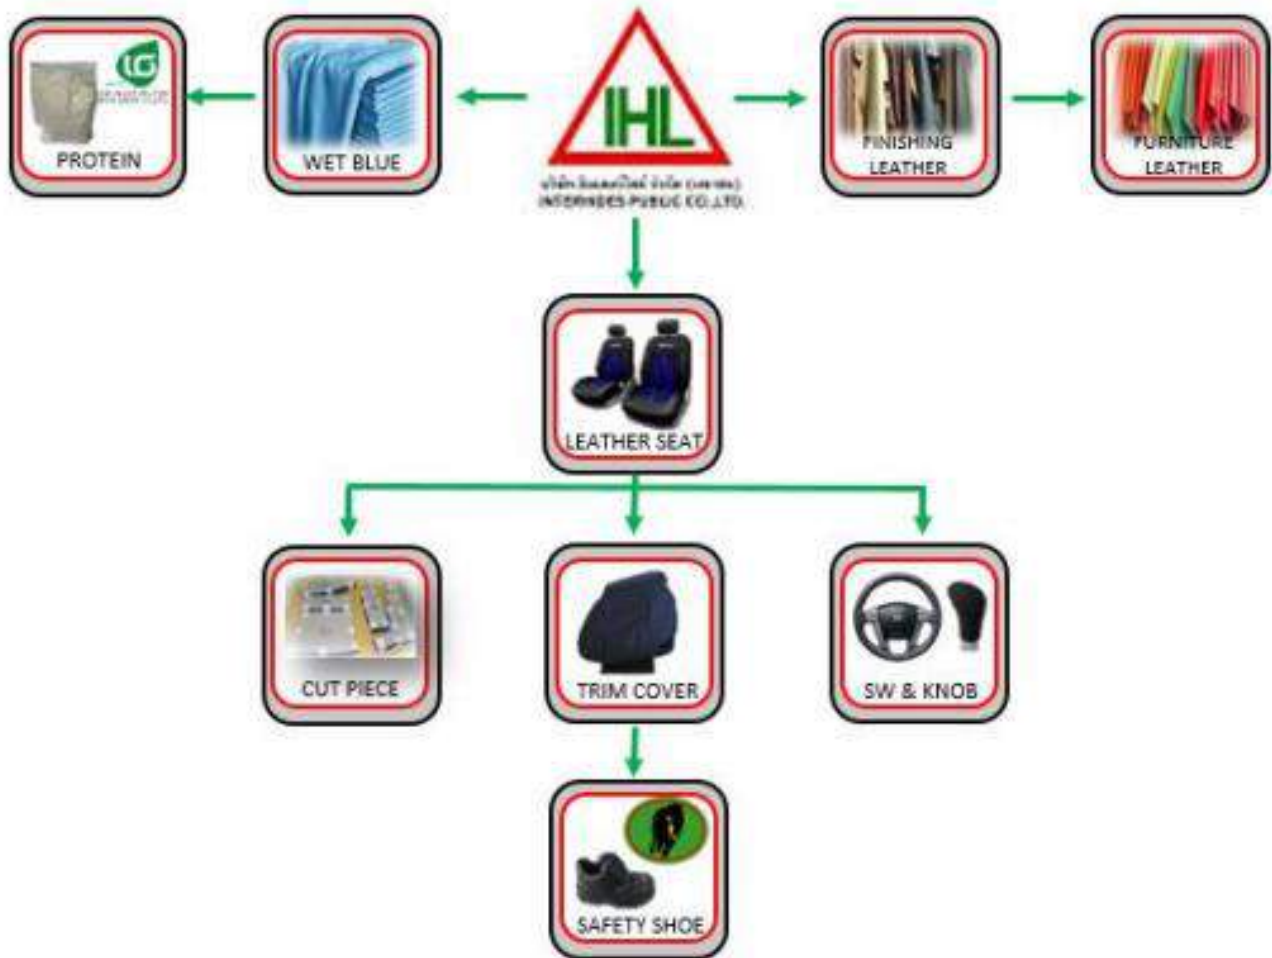 PROTEIN
WET BLUE
IHL
PUBLIC CO.,LTD.
FINISHING
LEATHER
FURNITURE
LEATHER
LEATHER SEAT
CUT PIECE
TRIM COVER
SW & KNOB
SAFETY SHOE